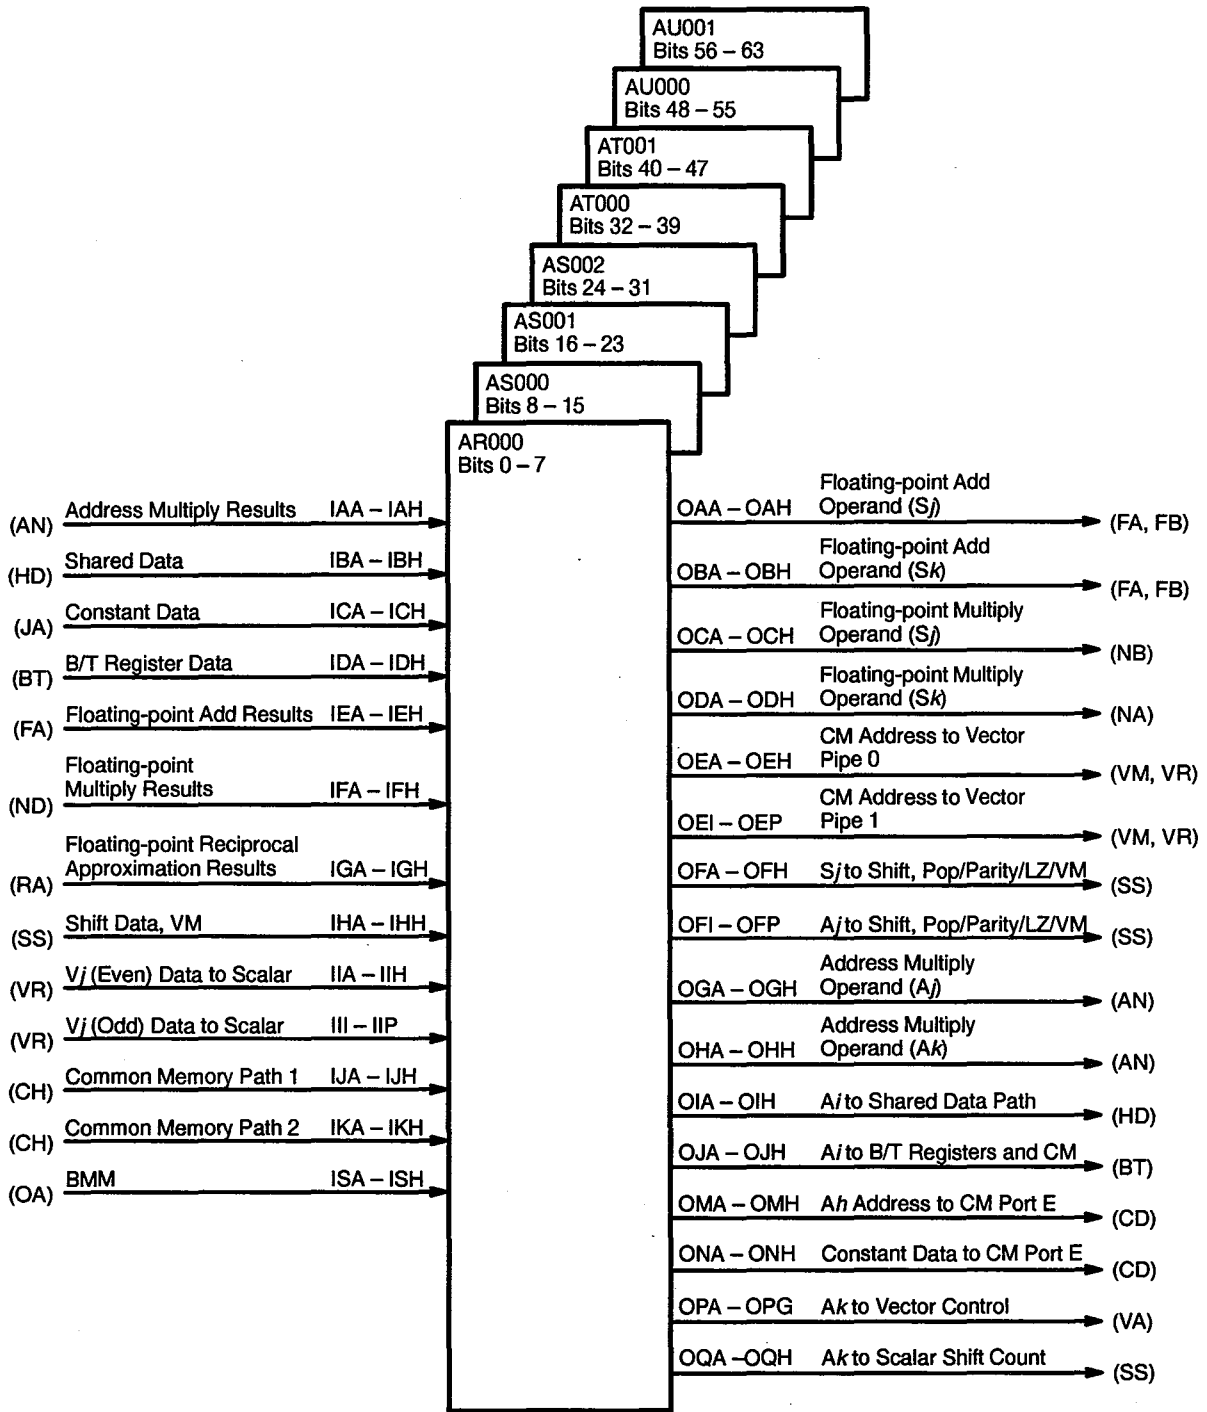 AU001
Bits 56 – 63
AU000
Bits 48 – 55
AT001
Bits 40 – 47
AT000
Bits 32 – 39
AS002
Bits 24 – 31
AS001
Bits 16 – 23
AS000
Bits 8 – 15
AR000
Bits 0 – 7
(AN) Address Multiply Results IAA – IAH
(HD) Shared Data IBA – IBH
(JA) Constant Data ICA – ICH
(BT) B/T Register Data IDA – IDH
(FA) Floating-point Add Results IEA – IEH
Floating-point
(ND) Multiply Results IFA – IFH
Floating-point Reciprocal
(RA) Approximation Results IGA – IGH
(SS) Shift Data, VM IHA – IHH
(VR) Vj (Even) Data to Scalar IIA – IIH
(VR) Vj (Odd) Data to Scalar III – IIP
(CH) Common Memory Path 1 IJA – IJH
(CH) Common Memory Path 2 IKA – IKH
(OA) BMM ISA – ISH
Floating-point Add
OAA – OAH Operand (Sj) (FA, FB)
Floating-point Add
OBA – OBH Operand (Sk) (FA, FB)
Floating-point Multiply
OCA – OCH Operand (Sj) (NB)
Floating-point Multiply
ODA – ODH Operand (Sk) (NA)
CM Address to Vector
OEA – OEH Pipe 0 (VM, VR)
CM Address to Vector
OEI – OEP Pipe 1 (VM, VR)
OFA – OFH Sj to Shift, Pop/Parity/LZ/VM (SS)
OFI – OFP Aj to Shift, Pop/Parity/LZ/VM (SS)
Address Multiply
OGA – OGH Operand (Aj) (AN)
Address Multiply
OHA – OHH Operand (Ak) (AN)
OIA – OIH Ai to Shared Data Path (HD)
OJA – OJH Ai to B/T Registers and CM (BT)
OMA – OMH Ah Address to CM Port E (CD)
ONA – ONH Constant Data to CM Port E (CD)
OPA – OPG Ak to Vector Control (VA)
OQA –OQH Ak to Scalar Shift Count (SS)